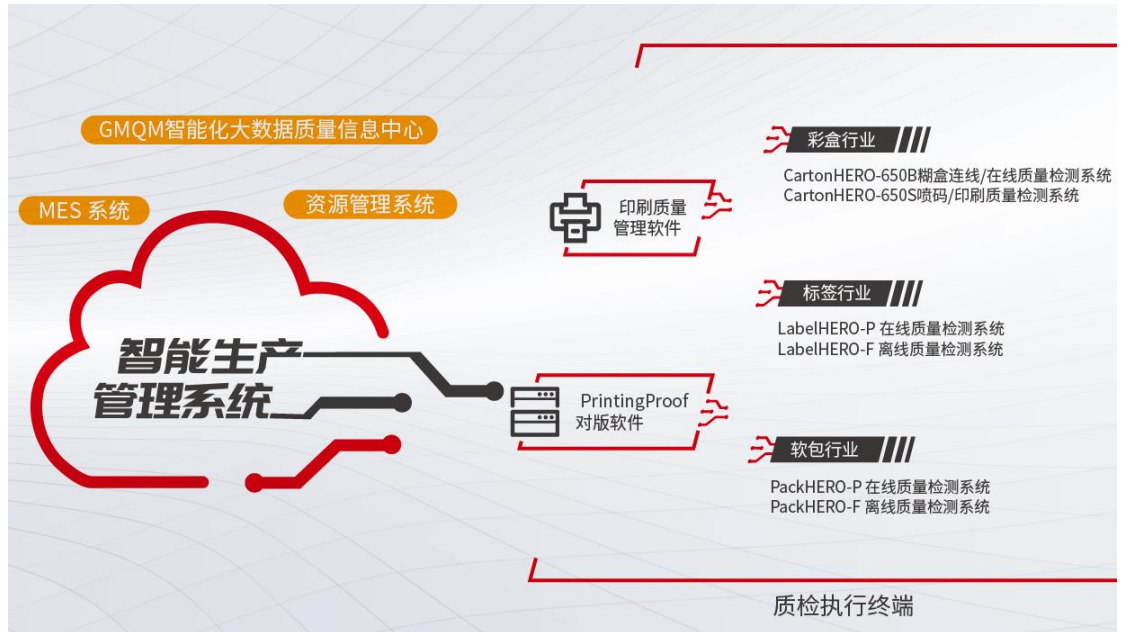 GMQM智能化大数据质量信息中心
MES 系统
资源管理系统
智能生产
管理系统
印刷质量
管理软件
PrintingProof
对版软件
彩盒行业
CartonHERO-650B糊盒连线/在线质量检测系统
CartonHERO-650S喷码/印刷质量检测系统
标签行业
LabelHERO-P 在线质量检测系统
LabelHERO-F 离线质量检测系统
软包行业
PackHERO-P 在线质量检测系统
PackHERO-F 离线质量检测系统
质检执行终端